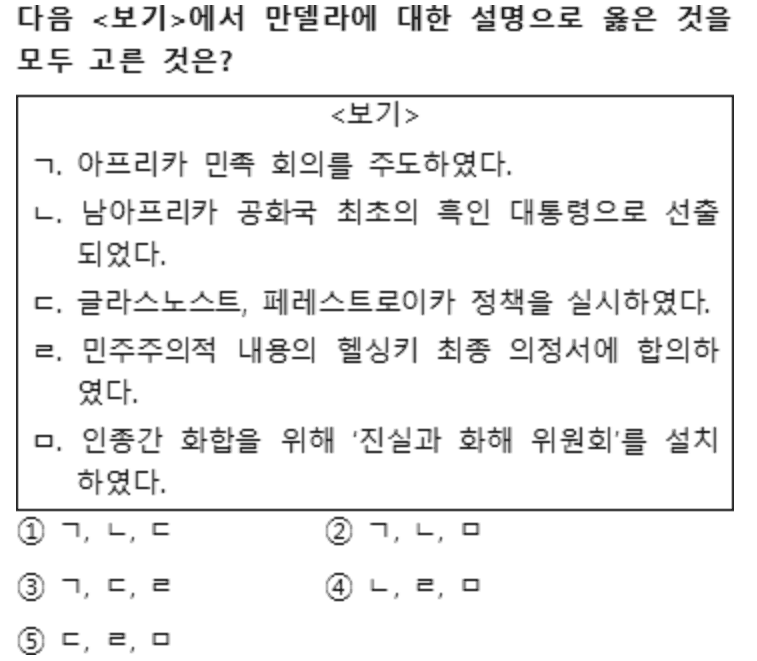 다음 <보기>에서 만델라에 대한 설명으로 옳은 것을
모두 고른 것은?
<보기>
ㄱ. 아프리카 민족 회의를 주도하였다.
ㄴ. 남아프리카 공화국 최초의 흑인 대통령으로 선출
되었다.
ㄷ. 글라스노스트, 페레스트로이카 정책을 실시하였다.
ㄹ. 민주주의적 내용의 헬싱키 최종 의정서에 합의하
였다.
ㅁ. 인종간 화합을 위해 '진실과 화해 위원회'를 설치
하였다.
① ㄱ, ㄴ, ㄷ ② ㄱ, ㄴ, ㅁ
③ ㄱ, ㄷ, ㄹ ④ ㄴ, ㄹ, ㅁ
⑤ ㄷ, ㄹ, ㅁ